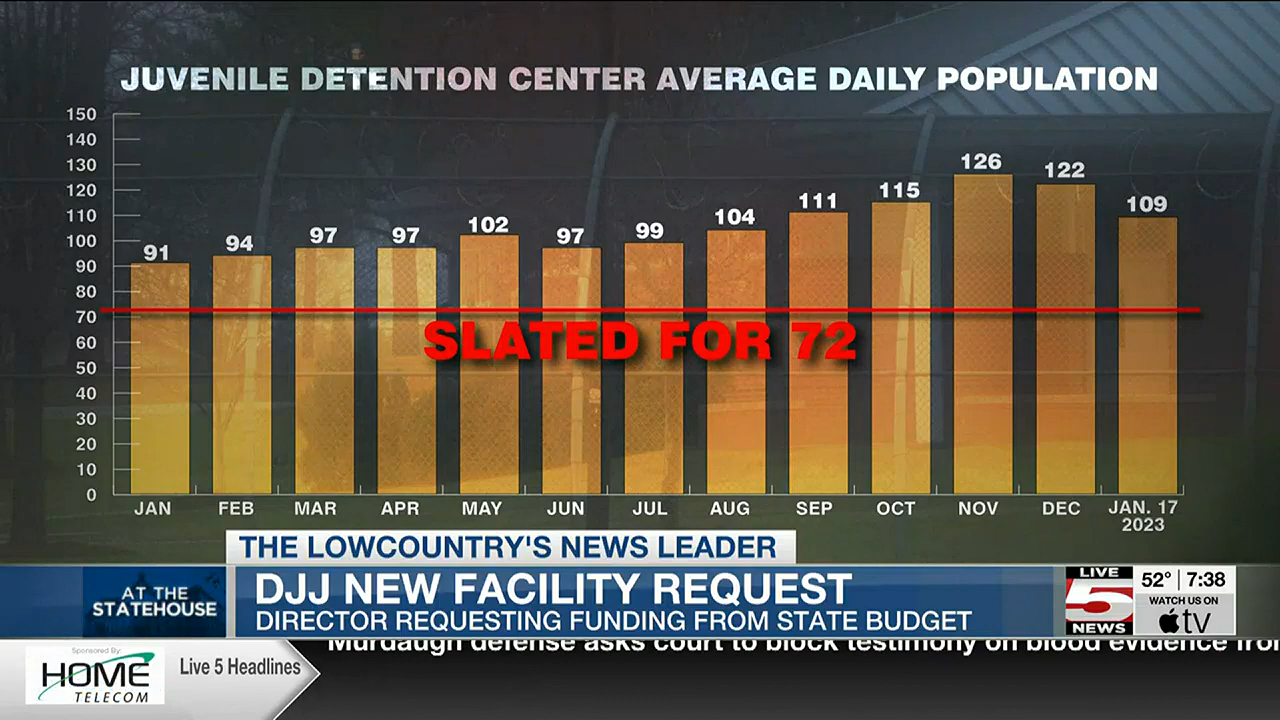 JUVENILE DETENTION CENTER AVERAGE DAILY POPULATION
150
140
130
120
110
100
90
80
70
60
50
40
30
20
10
0
91
94
97
97
102
97
99
104
111
115
126
122
109
SLATED FOR 72
JAN FEB MAR APR MAY JUN JUL AUG SEP OCT NOV DEC JAN. 17
2023
THE LOWCOUNTRY'S NEWS LEADER
AT THE
STATEHOUSE
DJJ NEW FACILITY REQUEST
DIRECTOR REQUESTING FUNDING FROM STATE BUDGET
LIVE
5
NEWS
52° | 7:38
WATCH US ON
tv
Sponsored By:
HOME
TELECOM
Live 5 Headlines
Murdaugh defense asks court to block testimony on blood evidence from